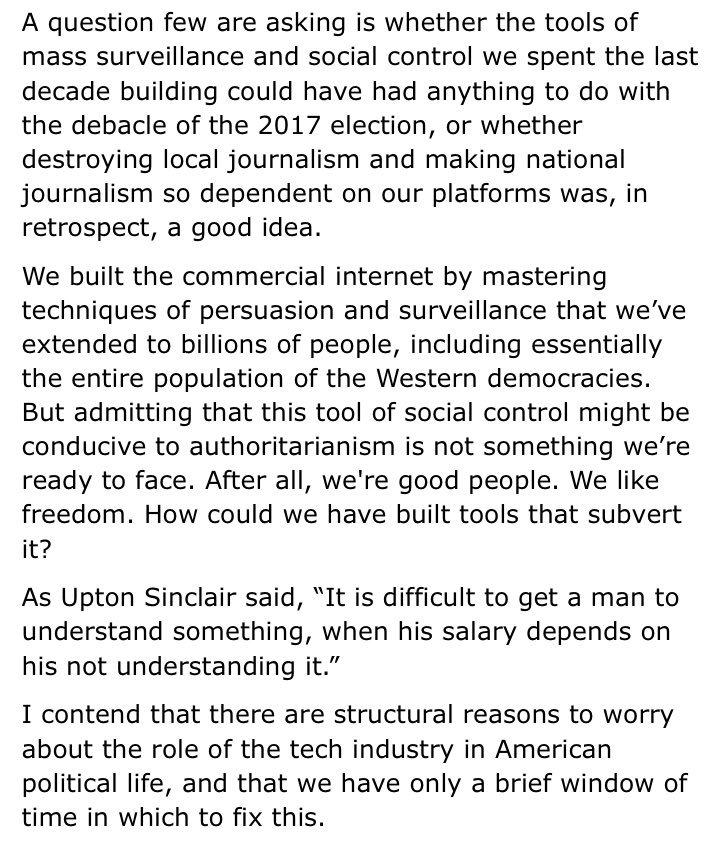 A question few are asking is whether the tools of
mass surveillance and social control we spent the last
decade building could have had anything to do with
the debacle of the 2017 election, or whether
destroying local journalism and making national
journalism so dependent on our platforms was, in
retrospect, a good idea.
We built the commercial internet by mastering
techniques of persuasion and surveillance that we’ve
extended to billions of people, including essentially
the entire population of the Western democracies.
But admitting that this tool of social control might be
conducive to authoritarianism is not something we’re
ready to face. After all, we're good people. We like
freedom. How could we have built tools that subvert
it?
As Upton Sinclair said, “It is difficult to get a man to
understand something, when his salary depends on
his not understanding it.”
I contend that there are structural reasons to worry
about the role of the tech industry in American
political life, and that we have only a brief window of
time in which to fix this.